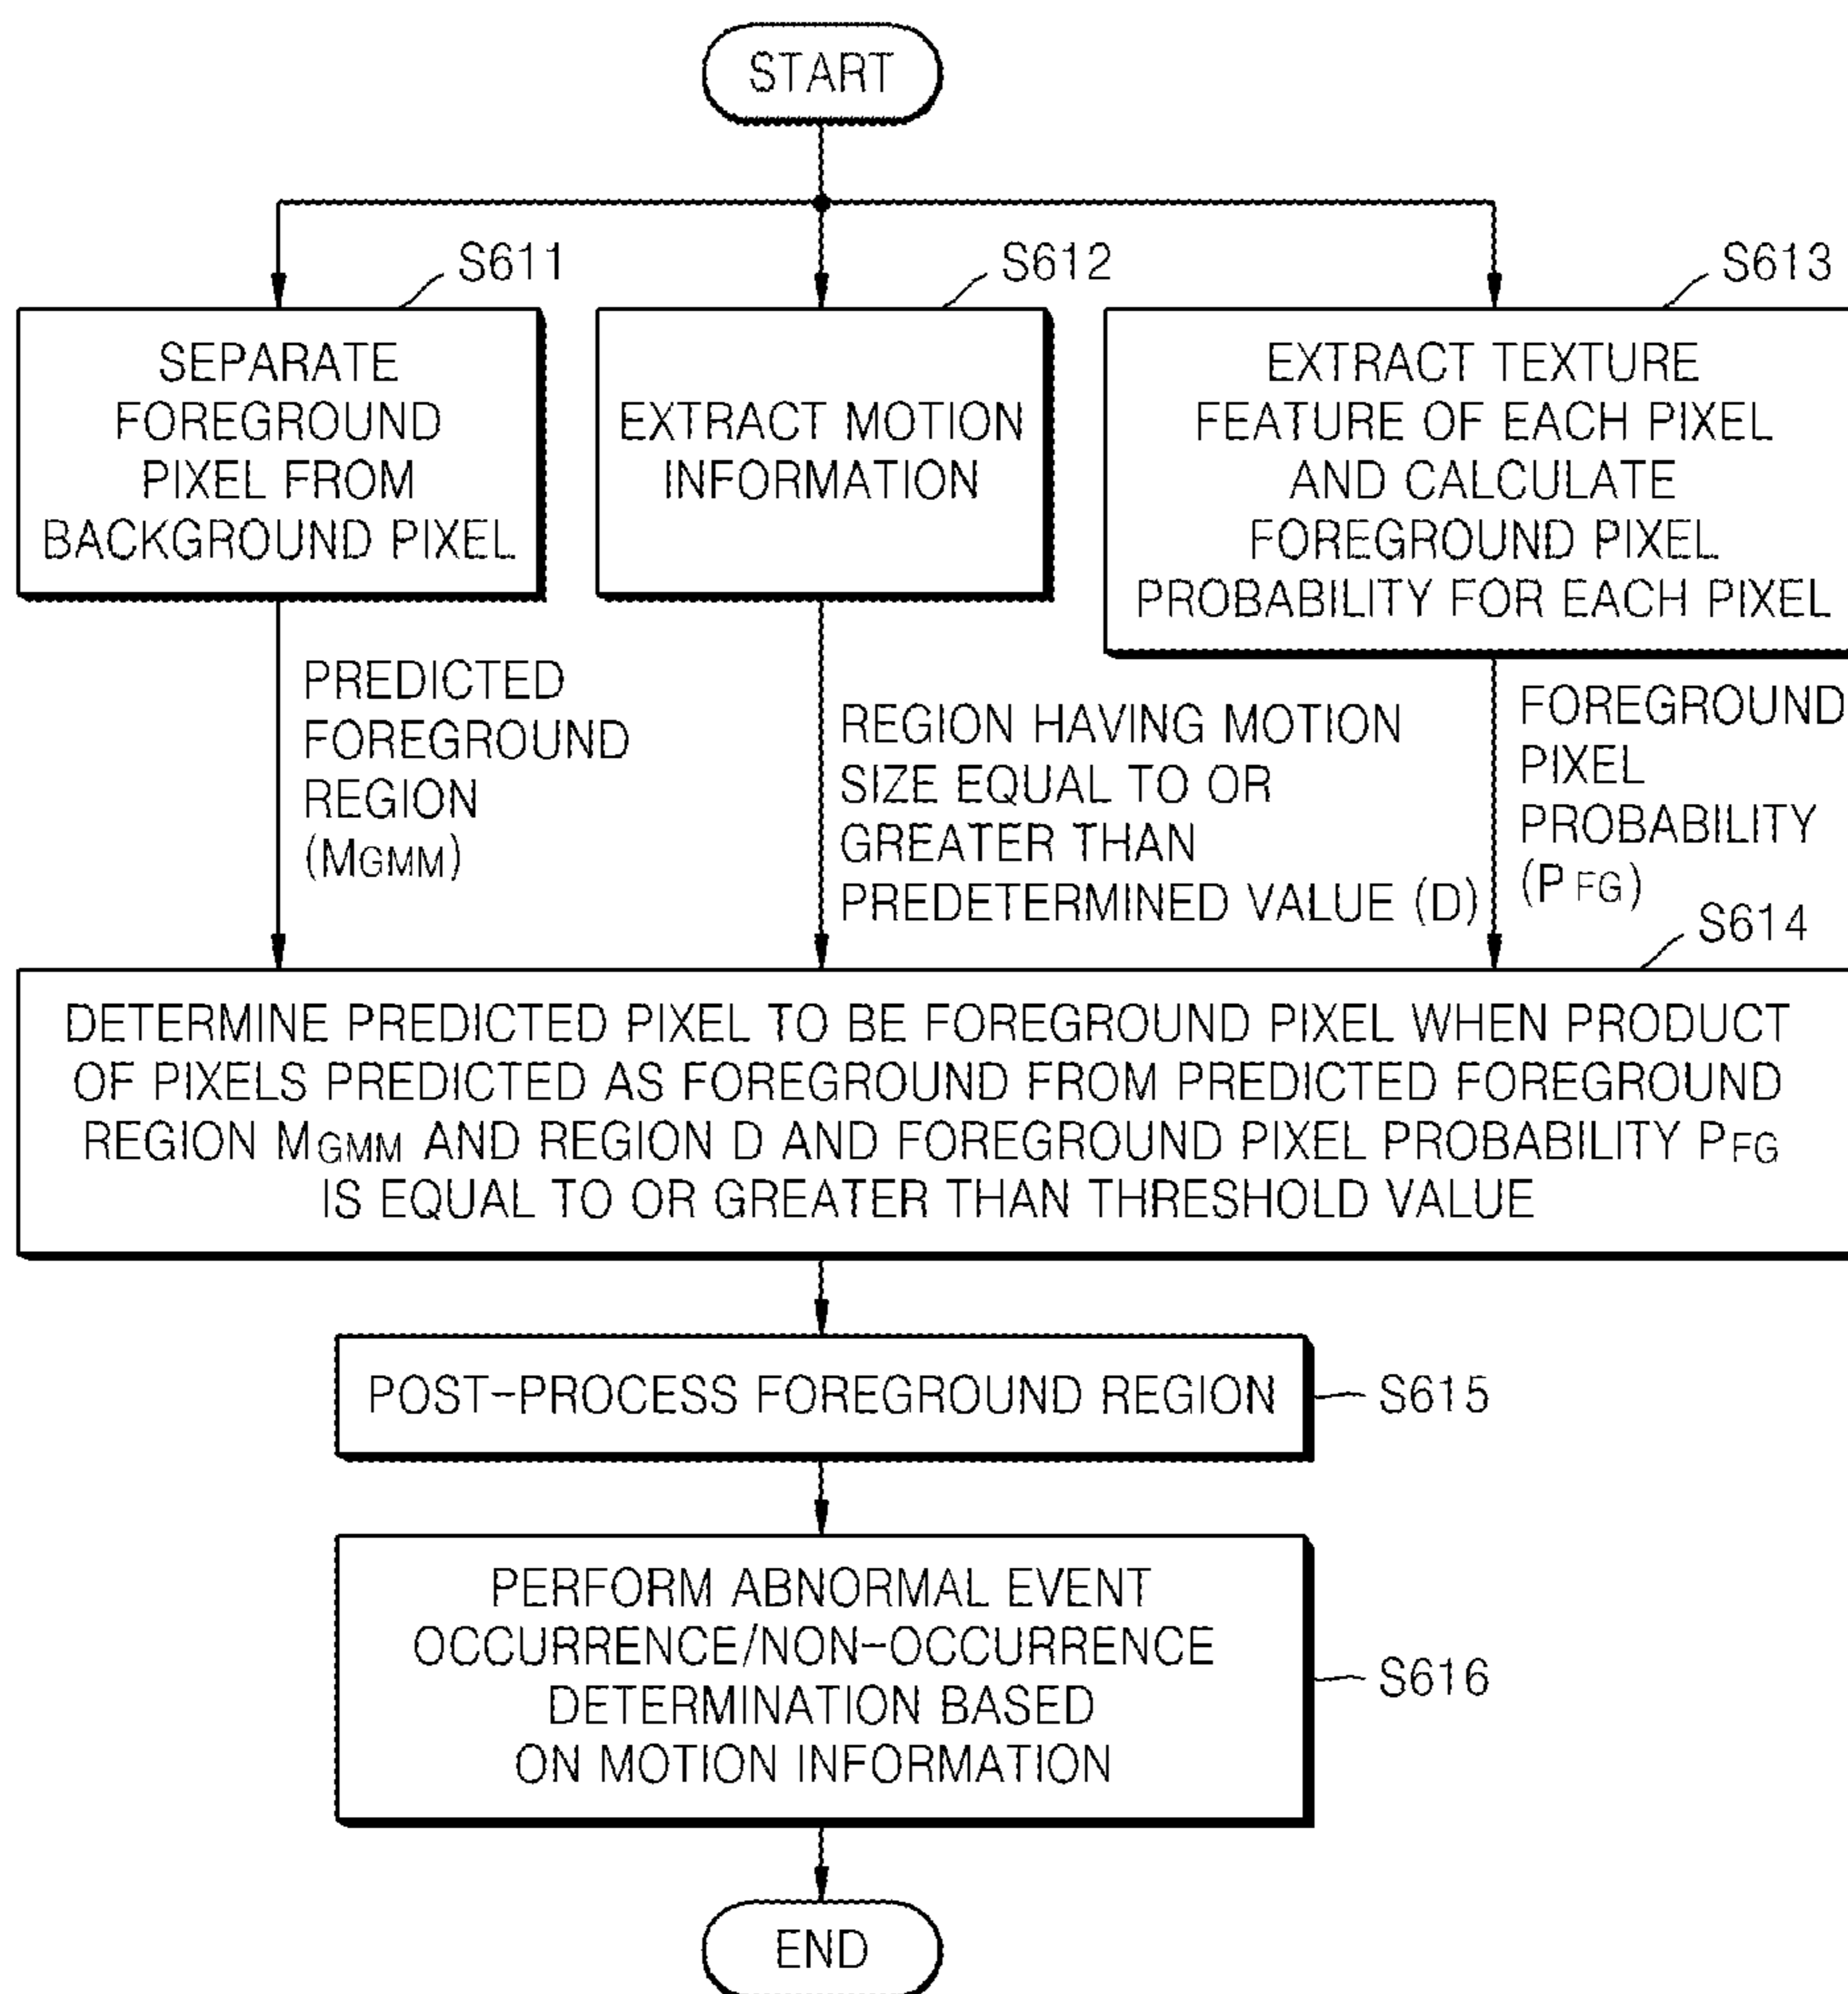 START
S611
SEPARATE
FOREGROUND
PIXEL FROM
BACKGROUND PIXEL
S612
EXTRACT MOTION
INFORMATION
S613
EXTRACT TEXTURE
FEATURE OF EACH PIXEL
AND CALCULATE
FOREGROUND PIXEL
PROBABILITY FOR EACH PIXEL
PREDICTED
FOREGROUND
REGION
(MGMM)
REGION HAVING MOTION
SIZE EQUAL TO OR
GREATER THAN
PREDETERMINED VALUE (D)
FOREGROUND
PIXEL
PROBABILITY
(P FG)
S614
DETERMINE PREDICTED PIXEL TO BE FOREGROUND PIXEL WHEN PRODUCT
OF PIXELS PREDICTED AS FOREGROUND FROM PREDICTED FOREGROUND
REGION MGMM AND REGION D AND FOREGROUND PIXEL PROBABILITY PFG
IS EQUAL TO OR GREATER THAN THRESHOLD VALUE
POST-PROCESS FOREGROUND REGION
S615
PERFORM ABNORMAL EVENT
OCCURRENCE/NON-OCCURRENCE
DETERMINATION BASED
ON MOTION INFORMATION
S616
END